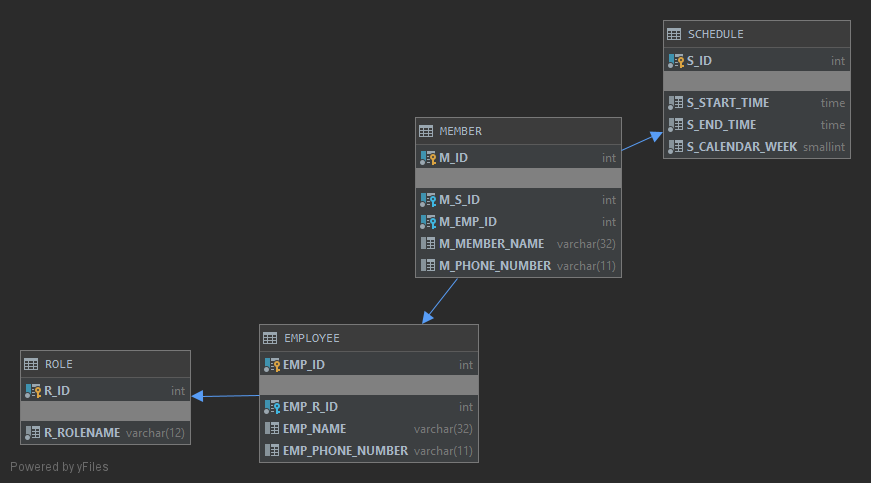 SCHEDULE
S_ID int
S_START_TIME time
S_END_TIME time
S_CALENDAR_WEEK smallint
MEMBER
M_ID int
M_S_ID int
M_EMP_ID int
M_MEMBER_NAME varchar(32)
M_PHONE_NUMBER varchar(11)
EMPLOYEE
EMP_ID int
EMP_R_ID int
EMP_NAME varchar(32)
EMP_PHONE_NUMBER varchar(11)
ROLE
R_ID int
R_ROLENAME varchar(12)
Powered by yFiles